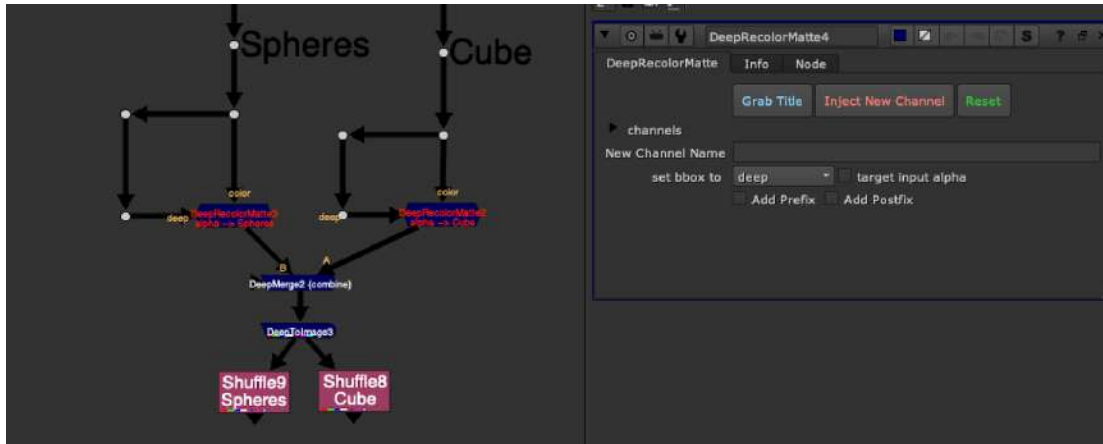 Spheres
Cube
color
color
deep
DeepRecolorMatte3
alpha --> Spheres
deep
DeepRecolorMatte2
alpha --> Cube
B
A
DeepMerge2 (combine)
DeepToImage3
Shuffle9
Spheres
Shuffle8
Cube
DeepRecolorMatte4
S ?
DeepRecolorMatte Info Node
Grab Title Inject New Channel Reset
channels
New Channel Name
set bbox to deep target input alpha
Add Prefix Add Postfix